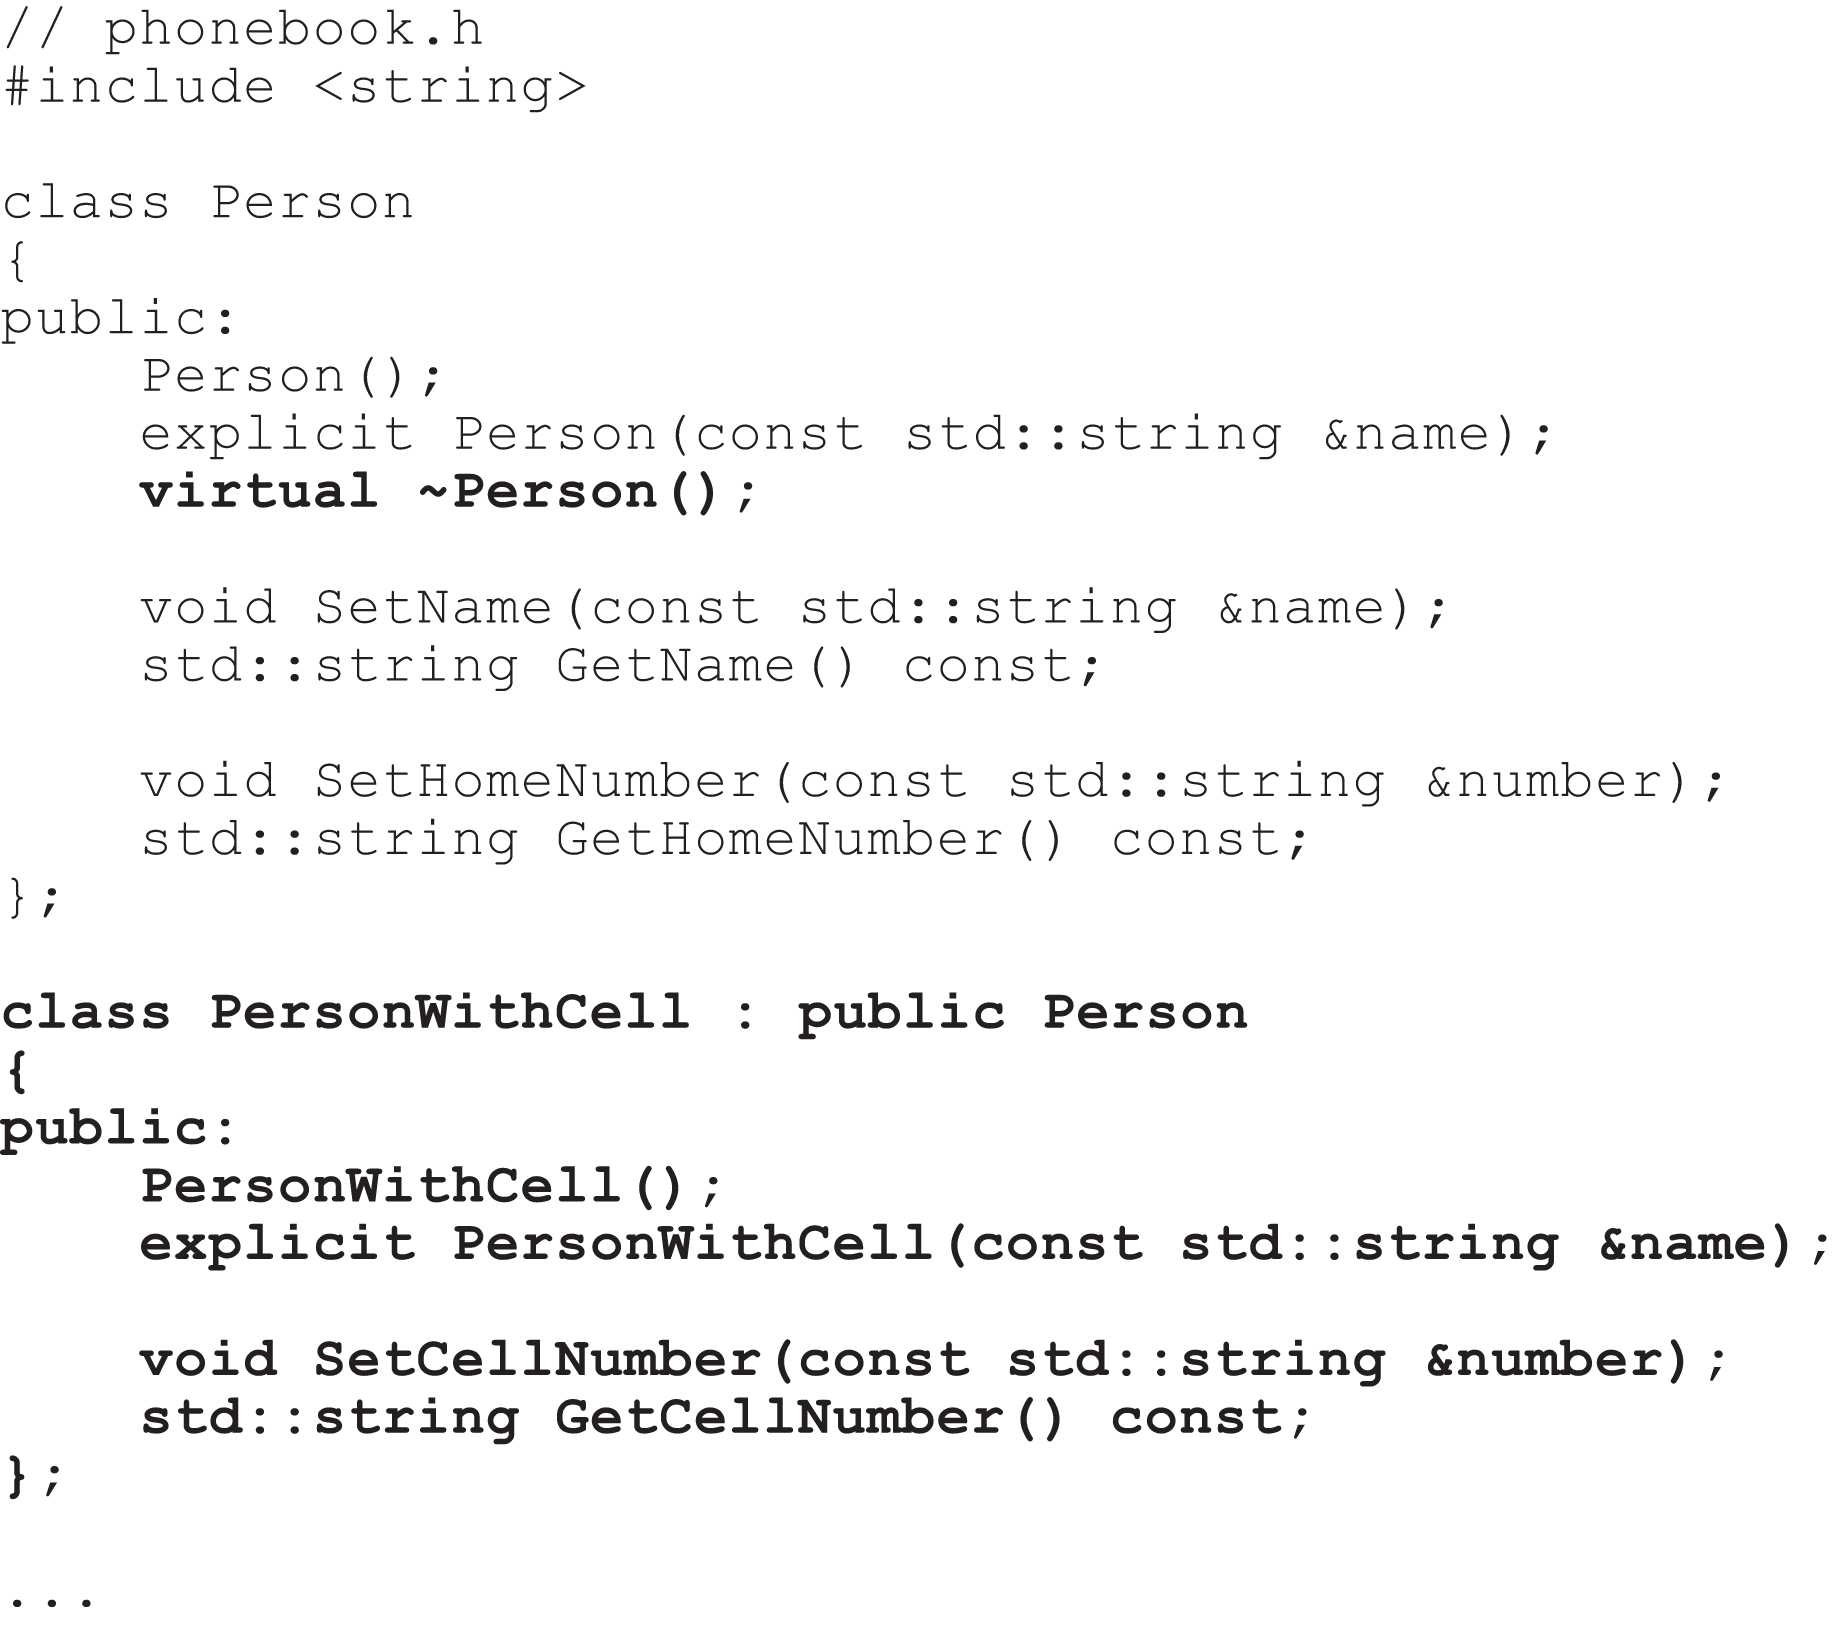 // phonebook.h
#include <string>

class Person
{
public:
    Person();
    explicit Person(const std::string &name);
    virtual ~Person();

    void SetName(const std::string &name);
    std::string GetName() const;

    void SetHomeNumber(const std::string &number);
    std::string GetHomeNumber() const;
};

class PersonWithCell : public Person
{
public:
    PersonWithCell();
    explicit PersonWithCell(const std::string &name);

    void SetCellNumber(const std::string &number);
    std::string GetCellNumber() const;
};

...